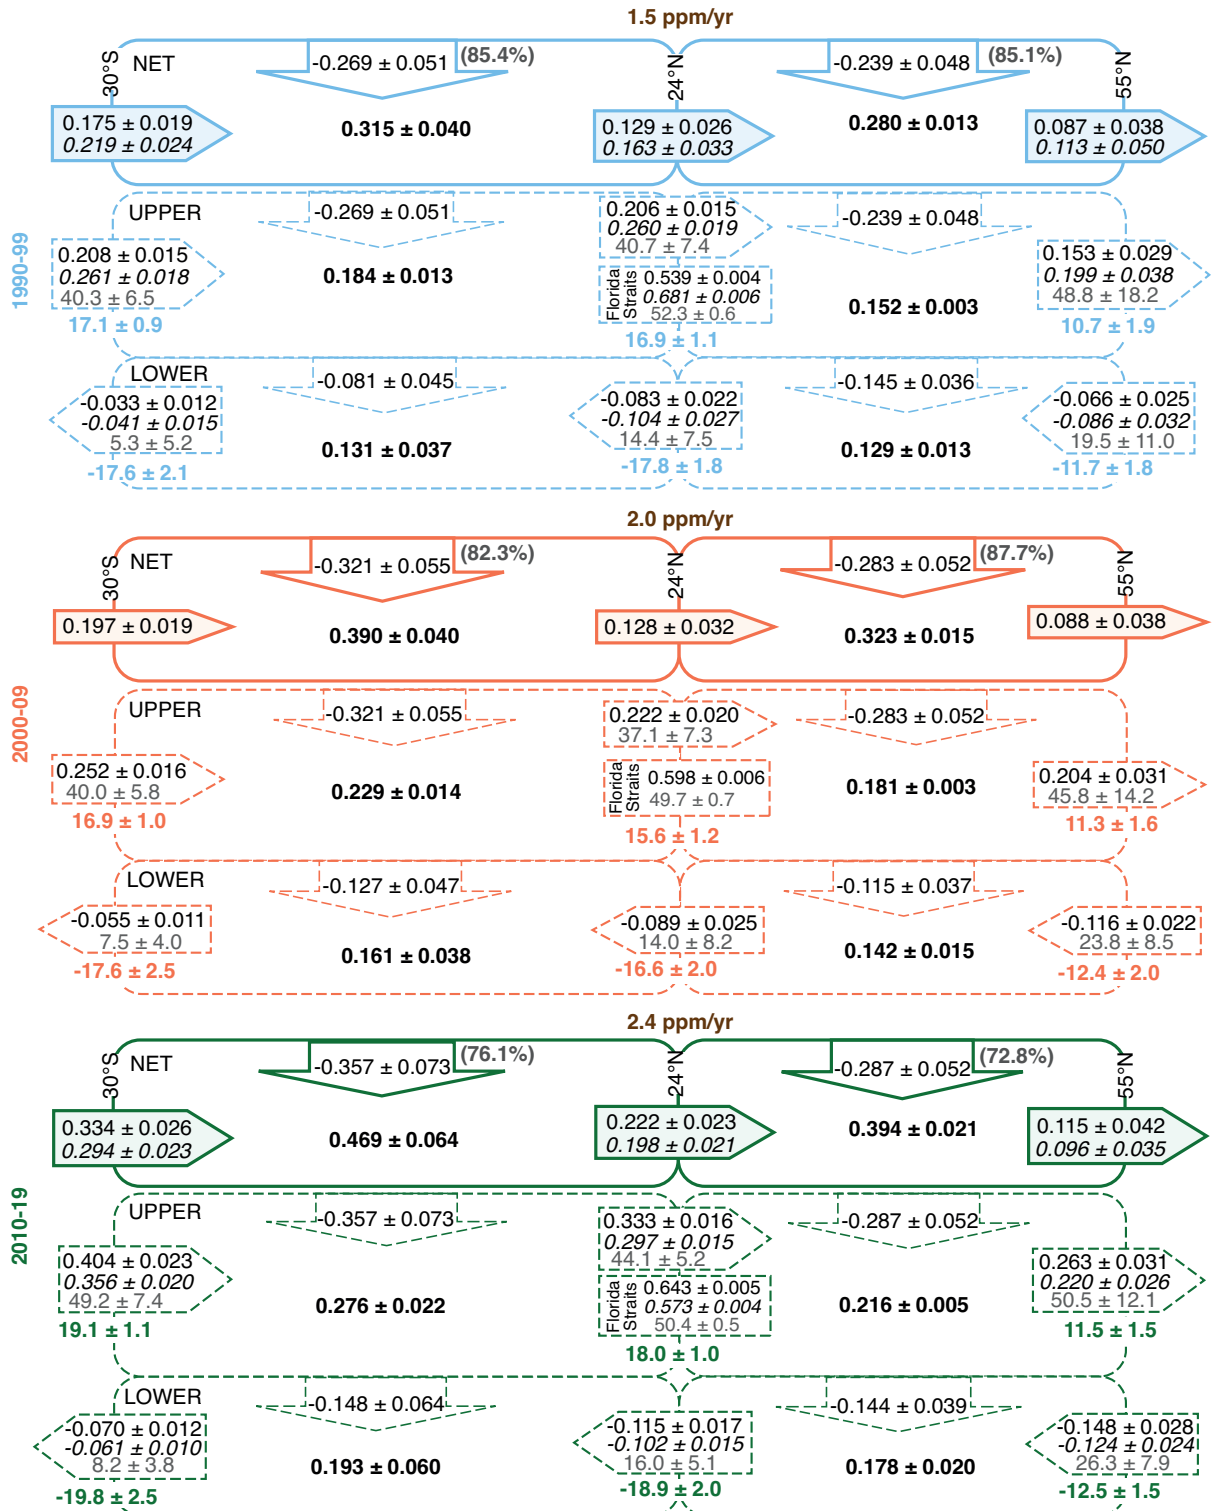 1.5 ppm/yr
30°S
NET
-0.269 ± 0.051
(85.4%)
24°N
-0.239 ± 0.048
(85.1%)
55°N
0.175 ± 0.019
0.219 ± 0.024
0.315 ± 0.040
0.129 ± 0.026
0.163 ± 0.033
0.280 ± 0.013
0.087 ± 0.038
0.113 ± 0.050
1990-99
UPPER
-0.269 ± 0.051
0.206 ± 0.015
0.260 ± 0.019
40.7 ± 7.4
-0.239 ± 0.048
0.208 ± 0.015
0.261 ± 0.018
40.3 ± 6.5
17.1 ± 0.9
0.184 ± 0.013
Florida
Straits
0.539 ± 0.004
0.681 ± 0.006
52.3 ± 0.6
16.9 ± 1.1
0.152 ± 0.003
0.153 ± 0.029
0.199 ± 0.038
48.8 ± 18.2
10.7 ± 1.9
LOWER
-0.081 ± 0.045
-0.145 ± 0.036
-0.033 ± 0.012
-0.041 ± 0.015
5.3 ± 5.2
-17.6 ± 2.1
0.131 ± 0.037
-0.083 ± 0.022
-0.104 ± 0.027
14.4 ± 7.5
-17.8 ± 1.8
0.129 ± 0.013
-0.066 ± 0.025
-0.086 ± 0.032
19.5 ± 11.0
-11.7 ± 1.8
2.0 ppm/yr
30°S
NET
-0.321 ± 0.055
(82.3%)
24°N
-0.283 ± 0.052
(87.7%)
55°N
0.197 ± 0.019
0.390 ± 0.040
0.128 ± 0.032
0.323 ± 0.015
0.088 ± 0.038
2000-09
UPPER
-0.321 ± 0.055
0.222 ± 0.020
37.1 ± 7.3
-0.283 ± 0.052
0.252 ± 0.016
40.0 ± 5.8
16.9 ± 1.0
0.229 ± 0.014
Florida
Straits
0.598 ± 0.006
49.7 ± 0.7
15.6 ± 1.2
0.181 ± 0.003
0.204 ± 0.031
45.8 ± 14.2
11.3 ± 1.6
LOWER
-0.127 ± 0.047
-0.115 ± 0.037
-0.055 ± 0.011
7.5 ± 4.0
-17.6 ± 2.5
0.161 ± 0.038
-0.089 ± 0.025
14.0 ± 8.2
-16.6 ± 2.0
0.142 ± 0.015
-0.116 ± 0.022
23.8 ± 8.5
-12.4 ± 2.0
2.4 ppm/yr
30°S
NET
-0.357 ± 0.073
(76.1%)
24°N
-0.287 ± 0.052
(72.8%)
55°N
0.334 ± 0.026
0.294 ± 0.023
0.469 ± 0.064
0.222 ± 0.023
0.198 ± 0.021
0.394 ± 0.021
0.115 ± 0.042
0.096 ± 0.035
2010-19
UPPER
-0.357 ± 0.073
0.333 ± 0.016
0.297 ± 0.015
44.1 ± 5.2
-0.287 ± 0.052
0.404 ± 0.023
0.356 ± 0.020
49.2 ± 7.4
19.1 ± 1.1
0.276 ± 0.022
Florida
Straits
0.643 ± 0.005
0.573 ± 0.004
50.4 ± 0.5
18.0 ± 1.0
0.216 ± 0.005
0.263 ± 0.031
0.220 ± 0.026
50.5 ± 12.1
11.5 ± 1.5
LOWER
-0.148 ± 0.064
-0.144 ± 0.039
-0.070 ± 0.012
-0.061 ± 0.010
8.2 ± 3.8
-19.8 ± 2.5
0.193 ± 0.060
-0.115 ± 0.017
-0.102 ± 0.015
16.0 ± 5.1
-18.9 ± 2.0
0.178 ± 0.020
-0.148 ± 0.028
-0.124 ± 0.024
26.3 ± 7.9
-12.5 ± 1.5